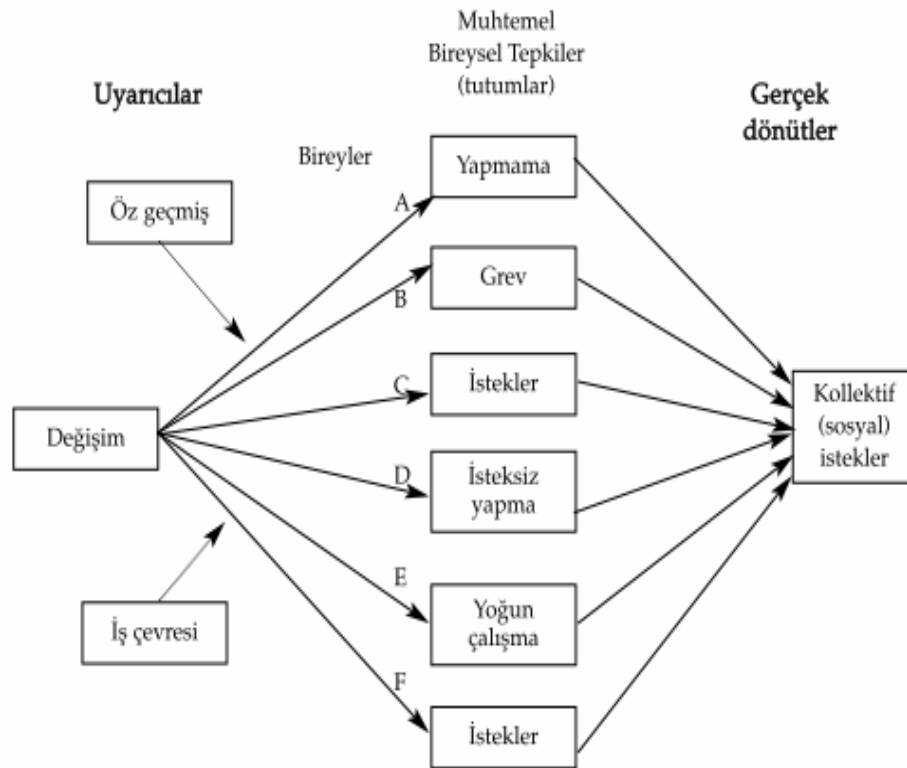 Muhtemel
Bireysel Tepkiler
(tutumlar)
Uyarıcılar
Gerçek
dönütler
Bireyler
Öz geçmiş
Değişim
İş çevresi
A
Yapmama
B
Grev
C
İstekler
D
İsteksiz
yapma
E
Yoğun
çalışma
F
İstekler
Kollektif
(sosyal)
istekler